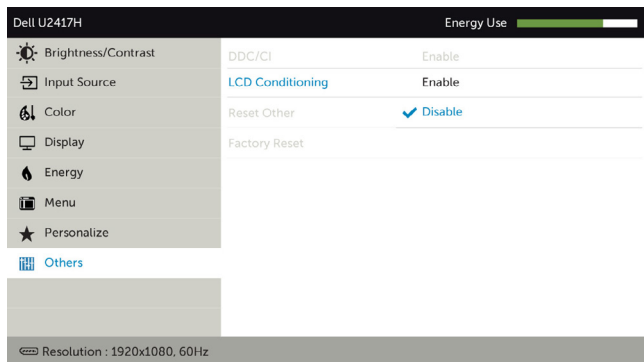 Dell U2417H Energy Use
Brightness/Contrast DDC/CI Enable
Input Source LCD Conditioning Enable
Color Reset Other Disable
Display Factory Reset
Energy
Menu
Personalize
Others
Resolution : 1920x1080, 60Hz